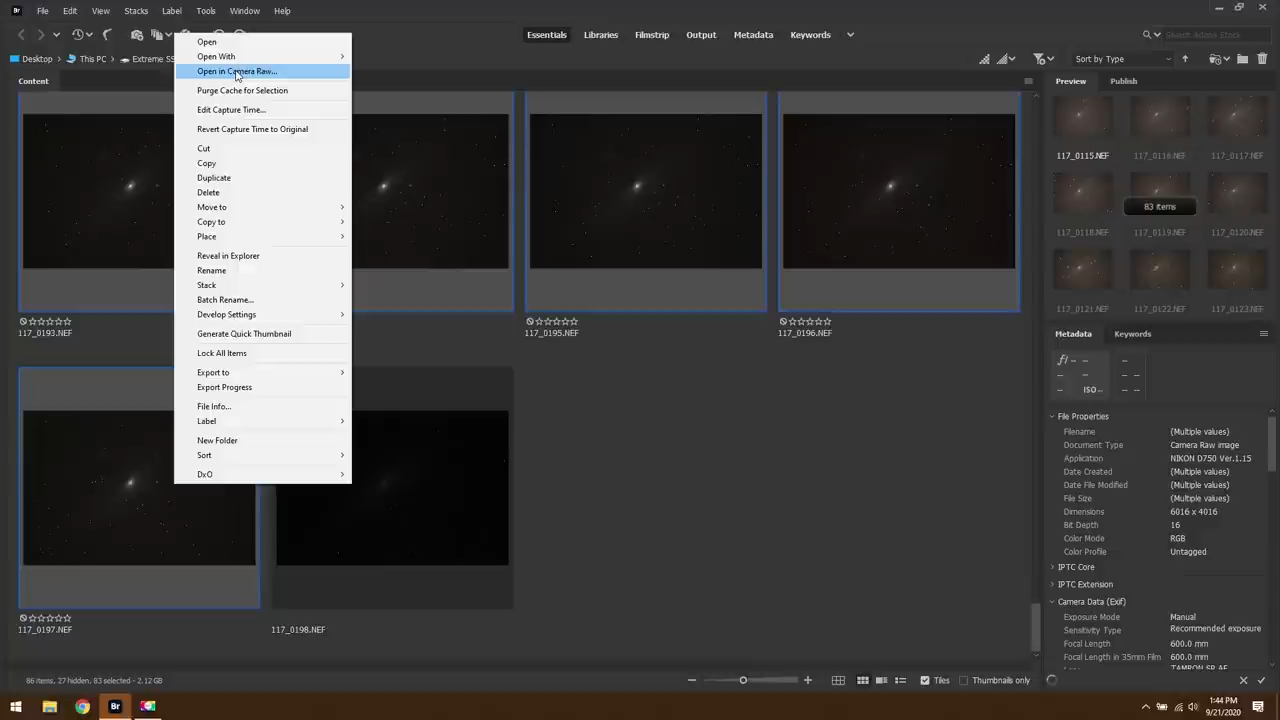 Br File Edit View Stacks Label Tools Window Help
Essentials Libraries Filmstrip Output Metadata Keywords Search Adobe Stock
Desktop This PC Extreme SS Sort by Type
Content
Preview Publish
Open
Open With
Open in Camera Raw...
Purge Cache for Selection
Edit Capture Time...
Revert Capture Time to Original
Cut
Copy
Duplicate
Delete
Move to
Copy to
Place
Reveal in Explorer
Rename
Stack
Batch Rename...
Develop Settings
Generate Quick Thumbnail
Lock All Items
Export to
Export Progress
File Info...
Label
New Folder
Sort
DxO
117_0193.NEF
117_0195.NEF
117_0196.NEF
117_0197.NEF
117_0198.NEF
117_0115.NEF 117_0116.NEF 117_0117.NEF
83 items
117_0118.NEF 117_0119.NEF 117_0120.NEF
117_0121.NEF 117_0122.NEF 117_0123.NEF
Metadata Keywords
f/ -- --
-- ISO-- -- --
File Properties
Filename (Multiple values)
Document Type Camera Raw image
Application NIKON D750 Ver.1.15
Date Created (Multiple values)
Date File Modified (Multiple values)
File Size (Multiple values)
Dimensions 6016 x 4016
Bit Depth 16
Color Mode RGB
Color Profile Untagged
IPTC Core
IPTC Extension
Camera Data (Exif)
Exposure Mode Manual
Sensitivity Type Recommended exposure
Focal Length 600.0 mm
Focal Length in 35mm Film 600.0 mm
TAMRON SP AF
86 items, 27 hidden, 83 selected - 2.12 GB
Tiles Thumbnails only
Br
1:44 PM
9/21/2020